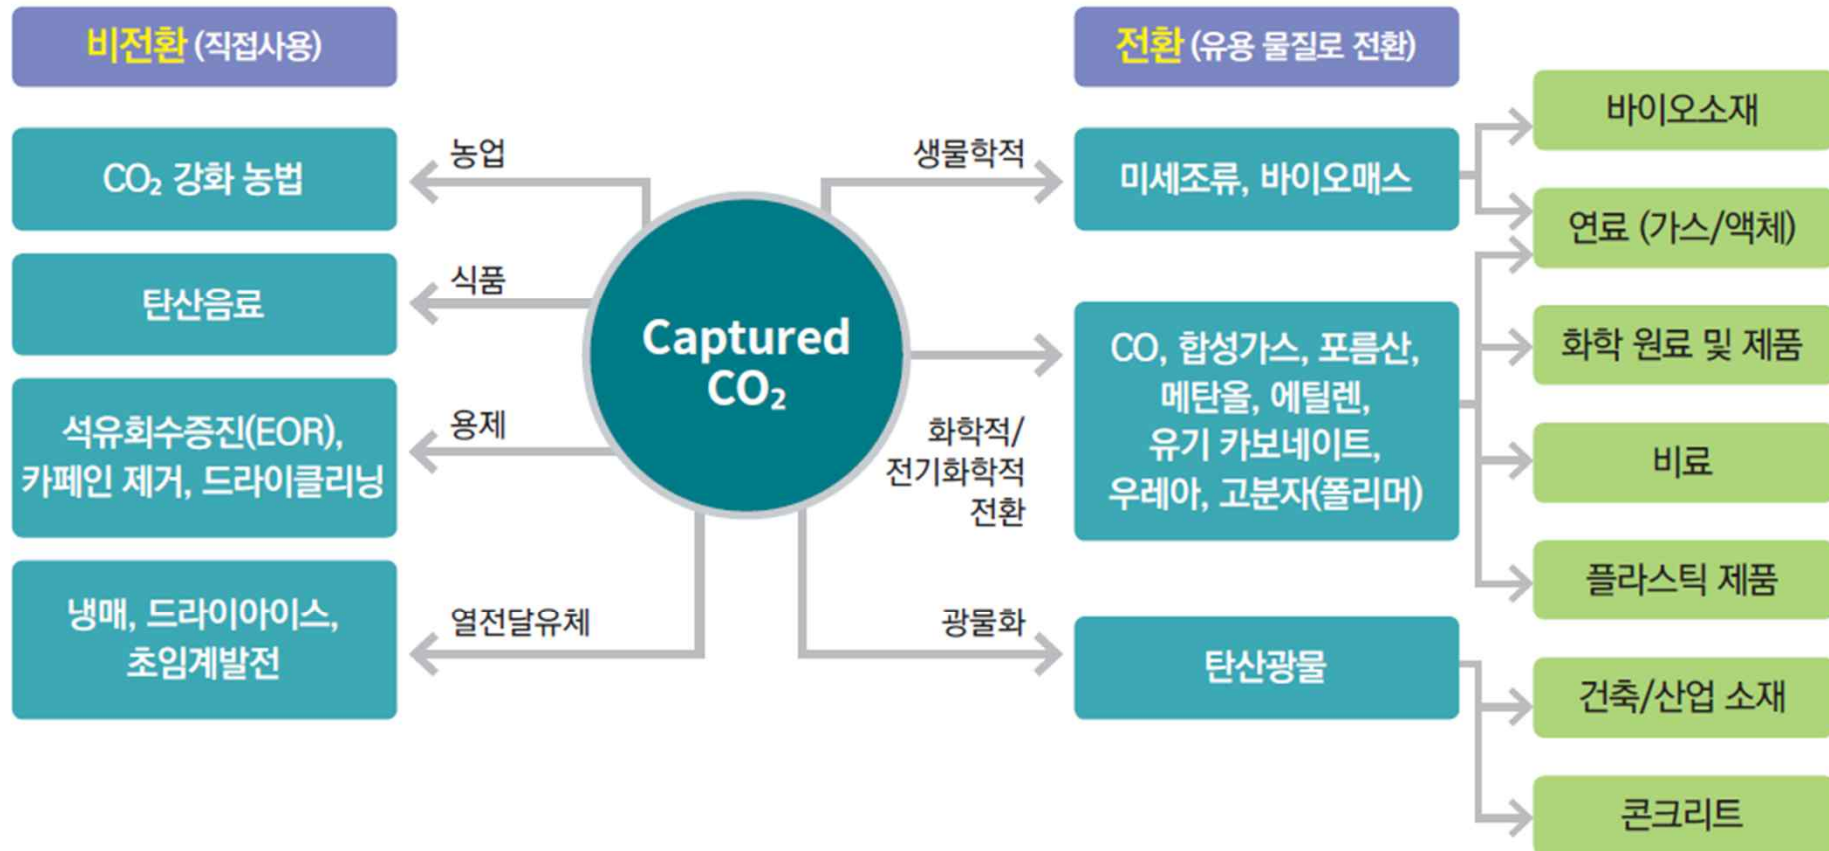 비전환 (직접사용)
CO₂ 강화 농법
탄산음료
석유회수증진(EOR),
카페인 제거, 드라이클리닝
냉매, 드라이아이스,
초임계발전
농업
식품
용제
열전달유체
Captured
CO₂
생물학적
화학적/
전기화학적
전환
광물화
전환 (유용 물질로 전환)
미세조류, 바이오매스
CO, 합성가스, 포름산,
메탄올, 에틸렌,
유기 카보네이트,
우레아, 고분자(폴리머)
탄산광물
바이오소재
연료 (가스/액체)
화학 원료 및 제품
비료
플라스틱 제품
건축/산업 소재
콘크리트